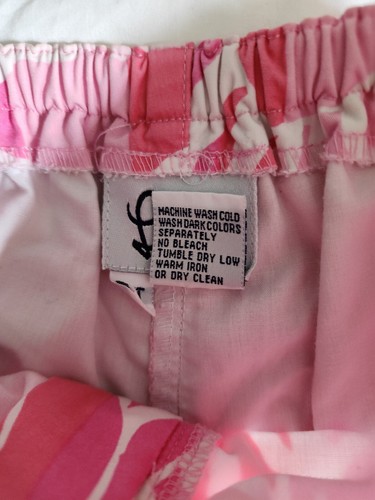 MACHINE WASH COLD
WASH DARK COLORS
SEPARATELY
NO BLEACH
TUMBLE DRY LOW
WARM IRON
OR DRY CLEAN